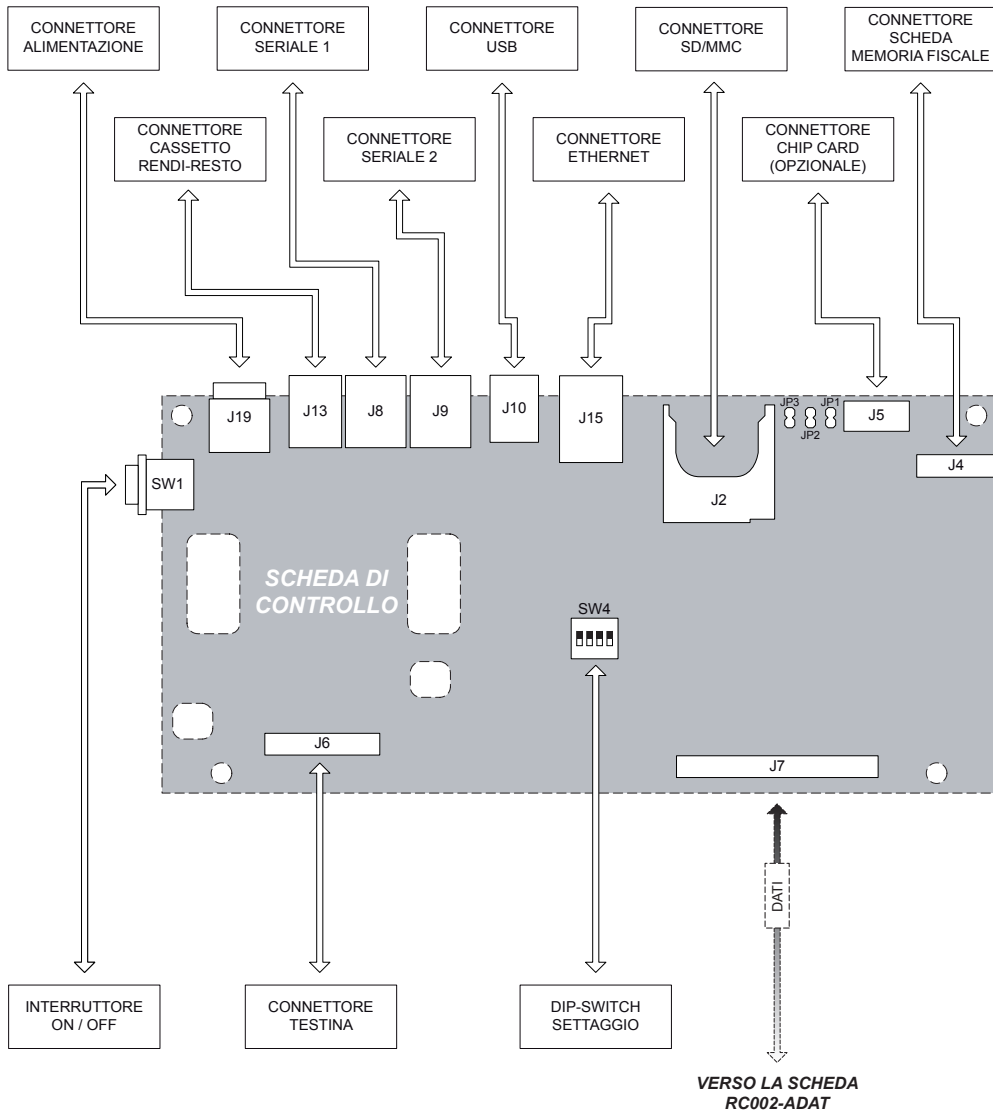 CONNETTORE
ALIMENTAZIONE
CONNETTORE
SERIALE 1
CONNETTORE
USB
CONNETTORE
SD/MMC
CONNETTORE
SCHEDA
MEMORIA FISCALE
CONNETTORE
CASSETTO
RENDI-RESTO
CONNETTORE
SERIALE 2
CONNETTORE
ETHERNET
CONNETTORE
CHIP CARD
(OPZIONALE)
J19
J13
J8
J9
J10
J15
JP3
JP2
JP1
J5
J4
SW1
J2
SCHEDA DI
CONTROLLO
SW4
J6
J7
DATI
INTERRUTTORE
ON / OFF
CONNETTORE
TESTINA
DIP-SWITCH
SETTAGGIO
VERSO LA SCHEDA
RC002-ADAT